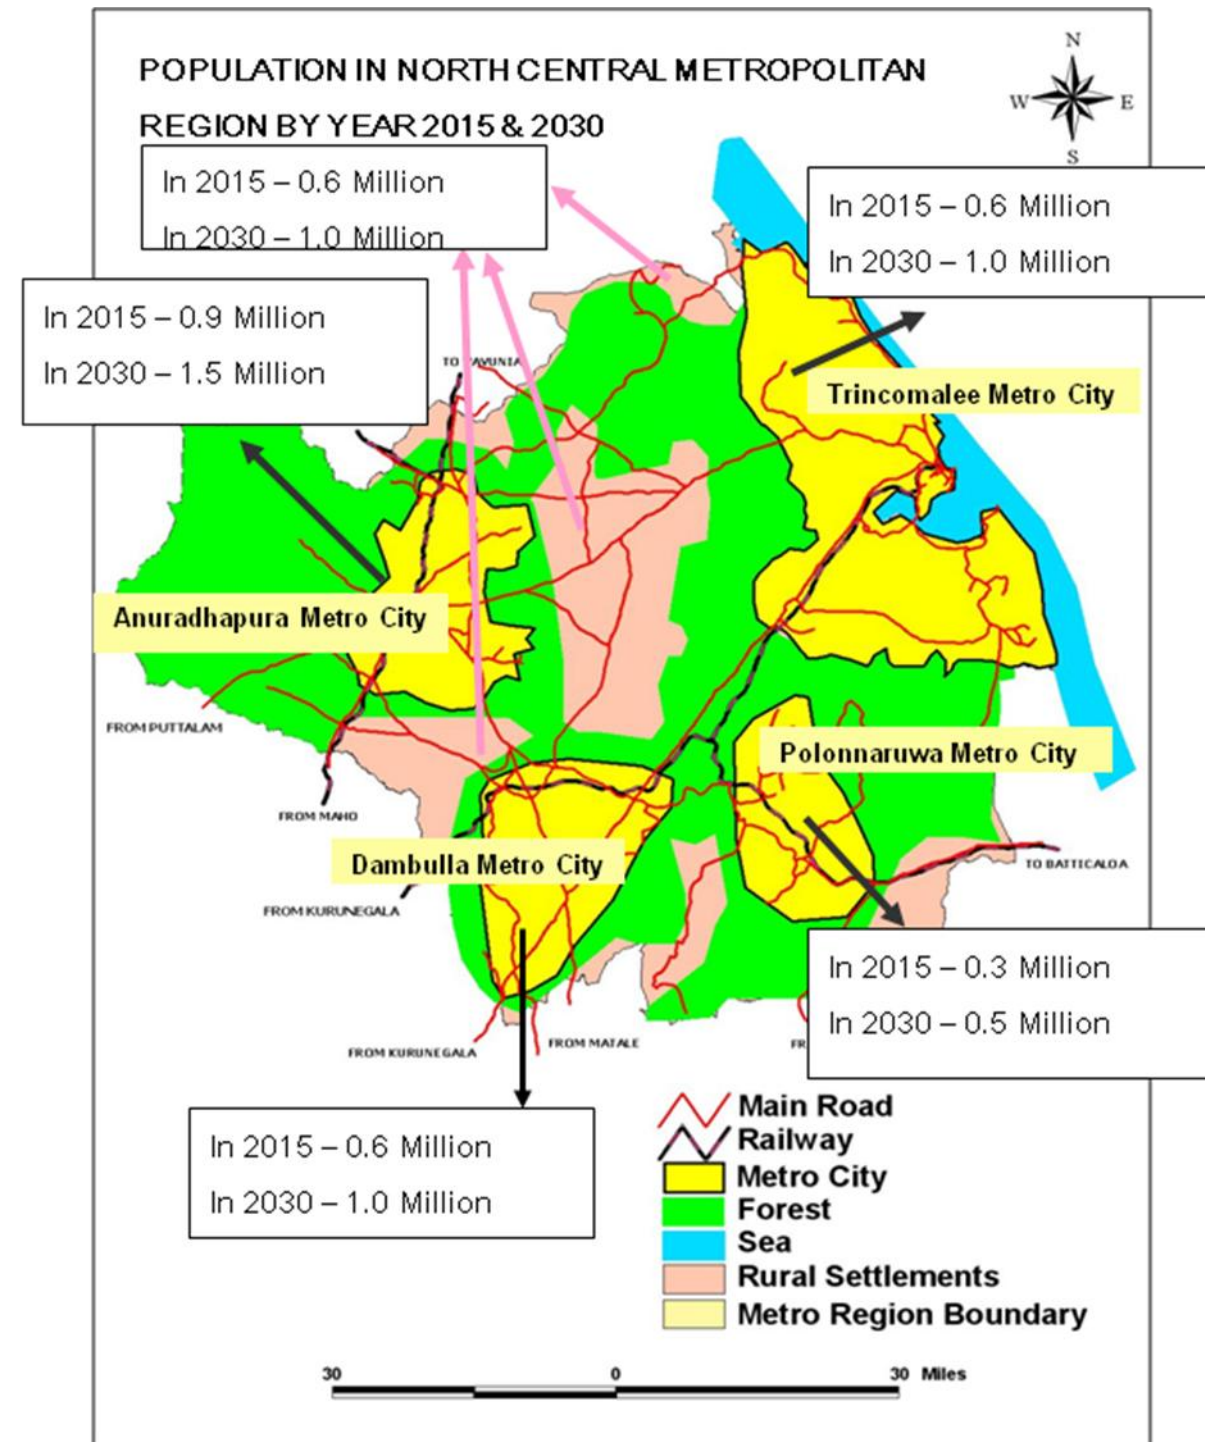 POPULATION IN NORTH CENTRAL METROPOLITAN
REGION BY YEAR 2015 & 2030
N
W
E
S
In 2015 – 0.6 Million
In 2030 – 1.0 Million
In 2015 – 0.6 Million
In 2030 – 1.0 Million
In 2015 – 0.9 Million
In 2030 – 1.5 Million
TO VAVUNIA
Trincomalee Metro City
Anuradhapura Metro City
FROM PUTTALAM
Polonnaruwa Metro City
FROM MAHO
Dambulla Metro City
TO BATTICALOA
FROM KURUNEGALA
In 2015 – 0.3 Million
In 2030 – 0.5 Million
FROM KURUNEGALA
FROM MATALE
FR
In 2015 – 0.6 Million
In 2030 – 1.0 Million
Main Road
Railway
Metro City
Forest
Sea
Rural Settlements
Metro Region Boundary
30 0 30 Miles